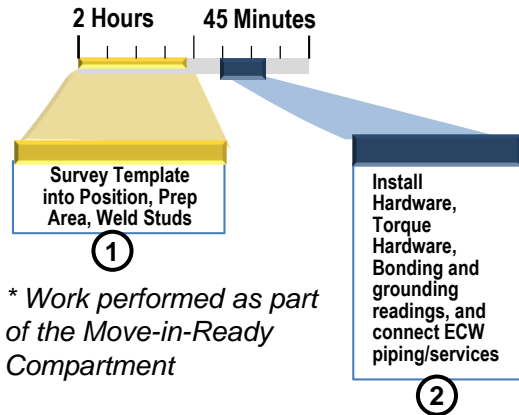 2 Hours 45 Minutes
Survey Template
into Position, Prep
Area, Weld Studs
1
* Work performed as part
of the Move-in-Ready
Compartment
Install
Hardware,
Torque
Hardware,
Bonding and
grounding
readings, and
connect ECW
piping/services
2